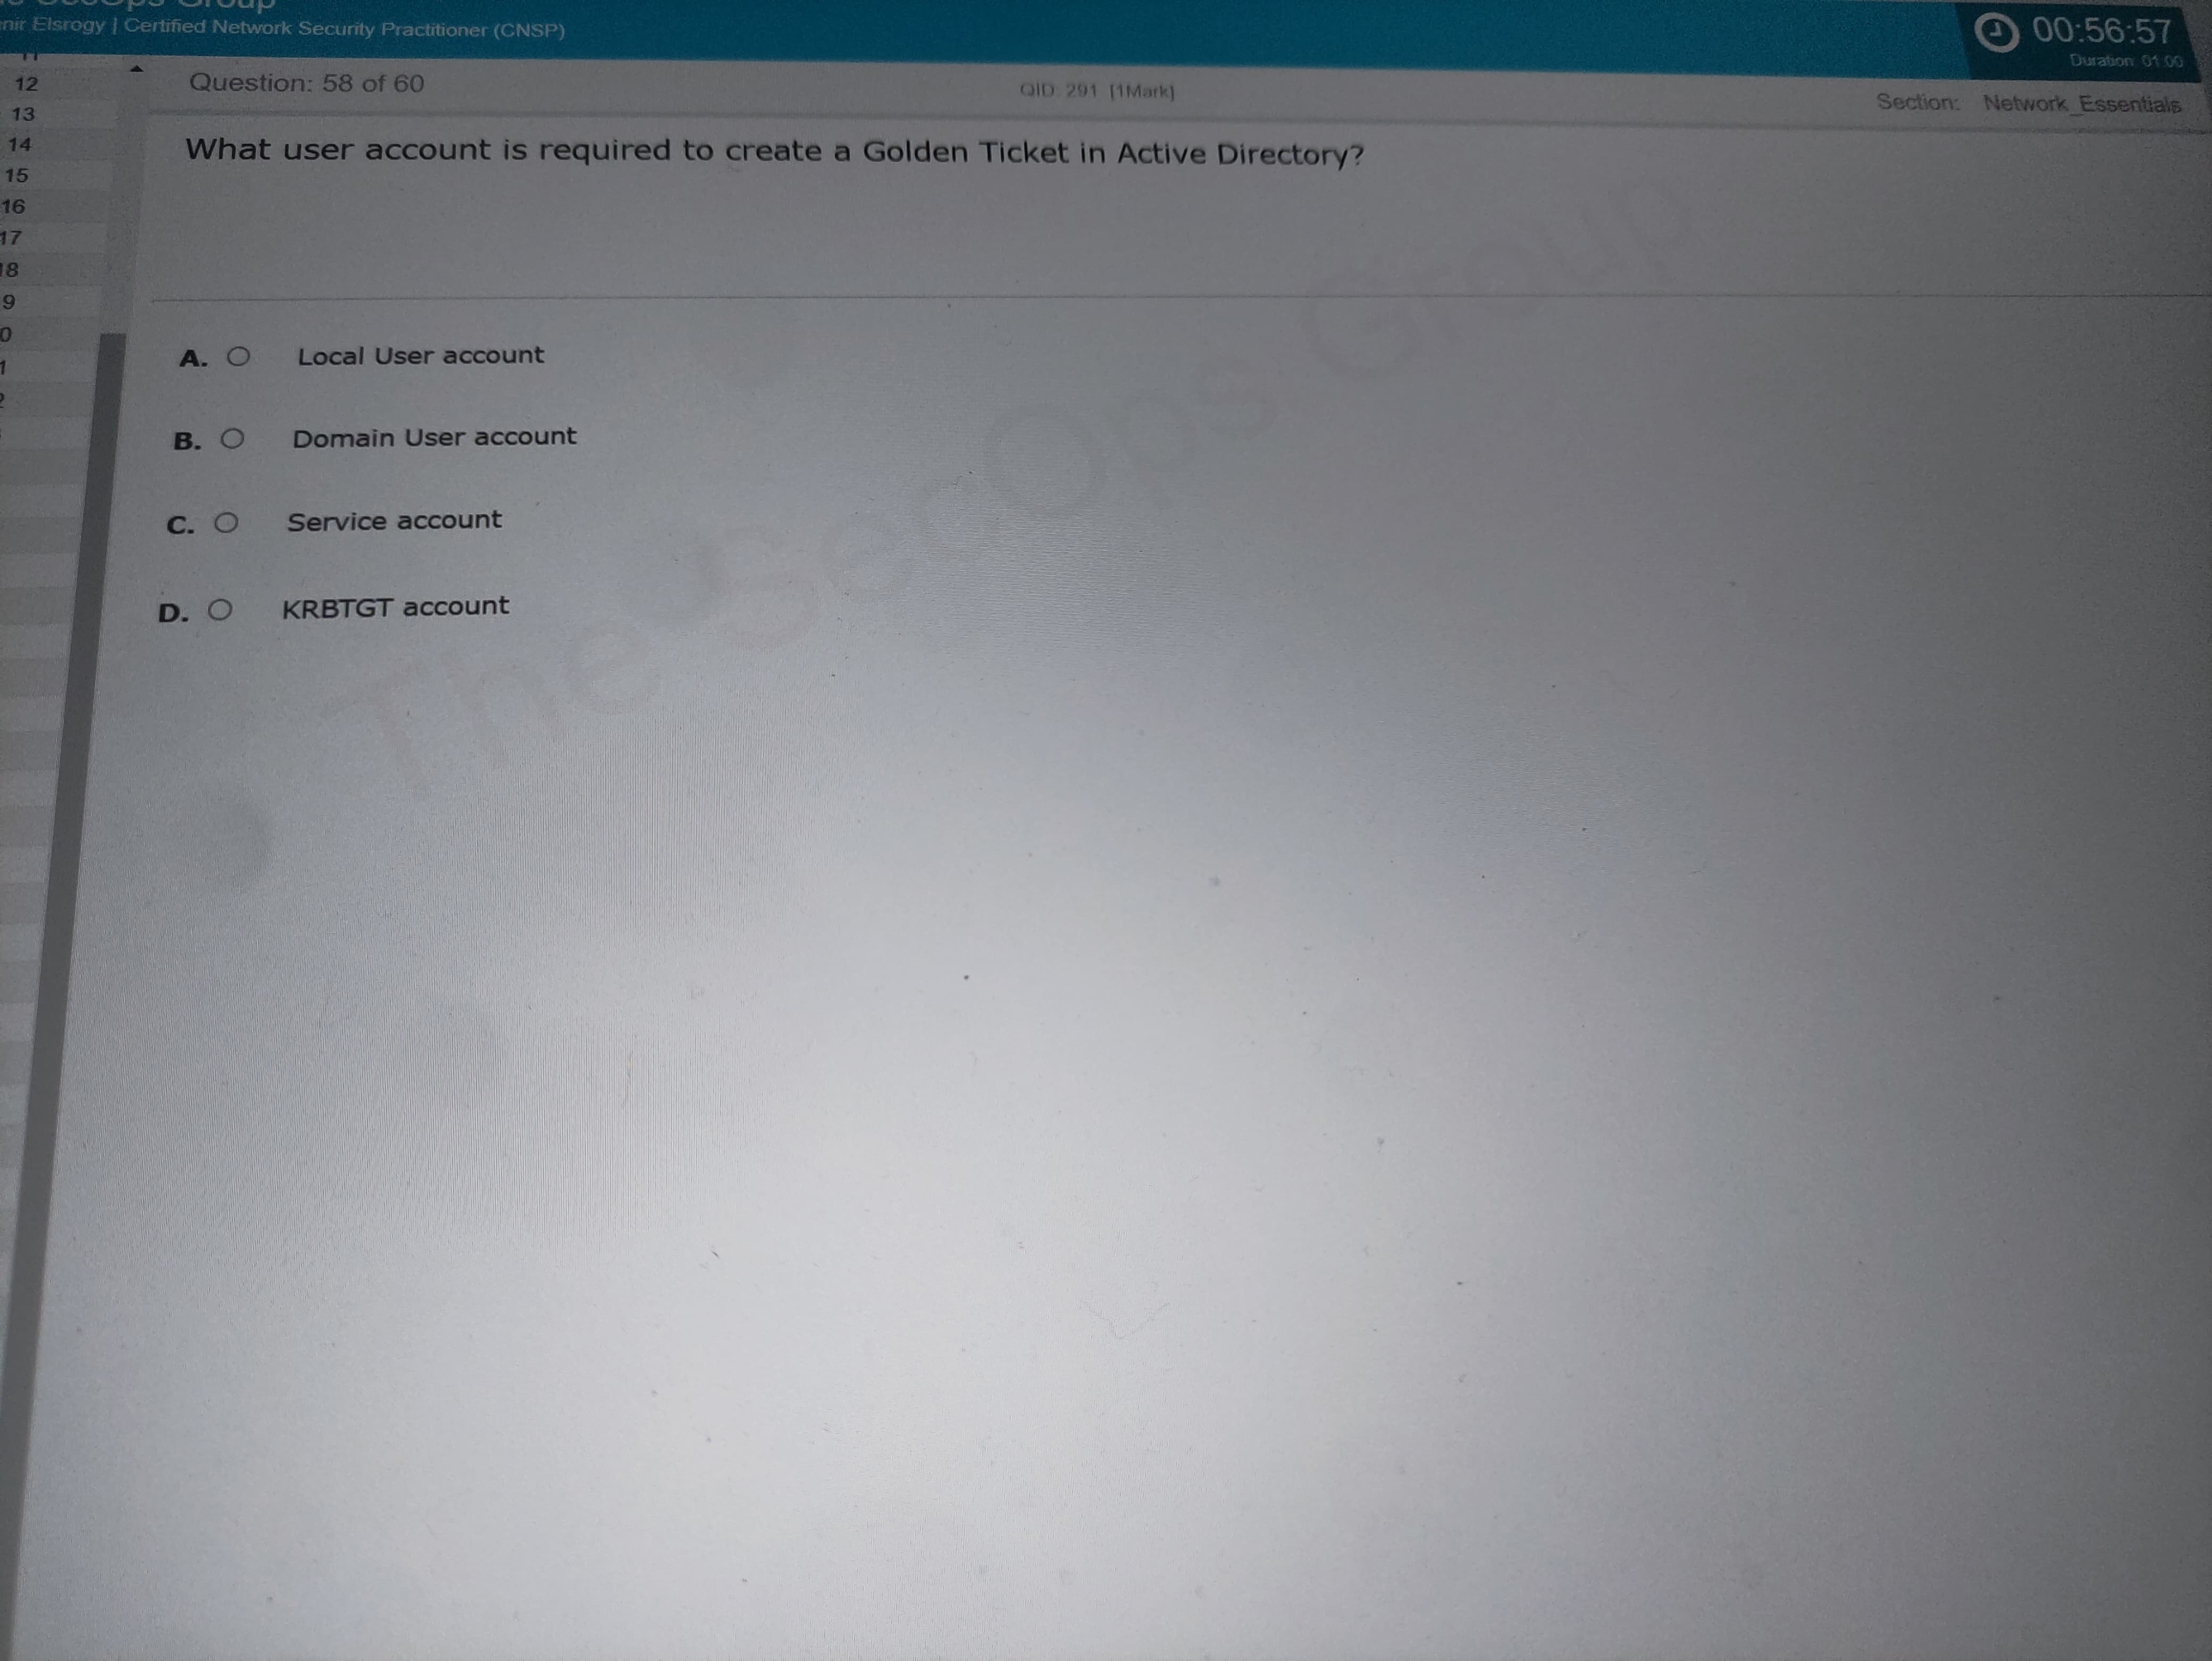 Elsrogy | Certified Network Security Practitioner (CNSP)
00:56:57
Duration: 01:00
Question: 58 of 60
QID: 291 [1Mark]
Section: Network_Essentials
11
12
13
14
15
16
17
18
9
0
1
2
What user account is required to create a Golden Ticket in Active Directory?
A. Local User account
B. Domain User account
C. Service account
D. KRBTGT account
The SecOps Group